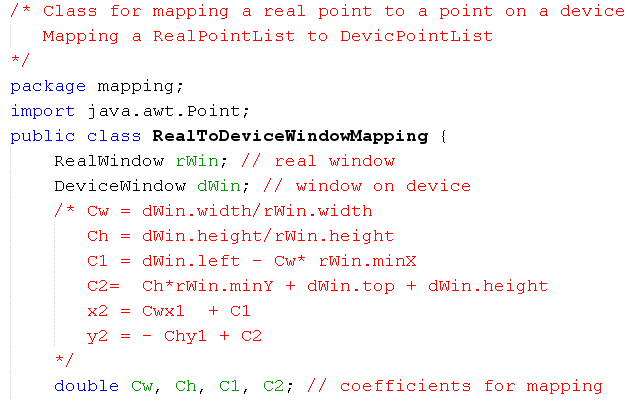 /* Class for mapping a real point to a point on a device
Mapping a RealPointList to DevicPointList
*/
package mapping;
import java.awt.Point;
public class RealToDeviceWindowMapping {
RealWindow rWin; // real window
DeviceWindow dWin; // window on device
/* Cw = dWin.width/rWin.width
Ch = dWin.height/rWin.height
C1 = dWin.left - Cw* rWin.minX
C2=  Ch*rWin.minY + dWin.top + dWin.height
x2 = Cwx1  + C1
y2 = - Chy1 + C2
*/
double Cw, Ch, C1, C2; // coefficients for mapping